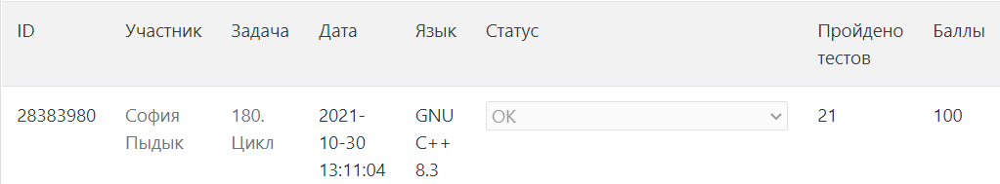 ID Участник Задача Дата Язык Статус Пройдено тестов Баллы
28383980 София Пыдык 180. Цикл 2021-10-30 13:11:04 GNU C++ 8.3 OK 21 100